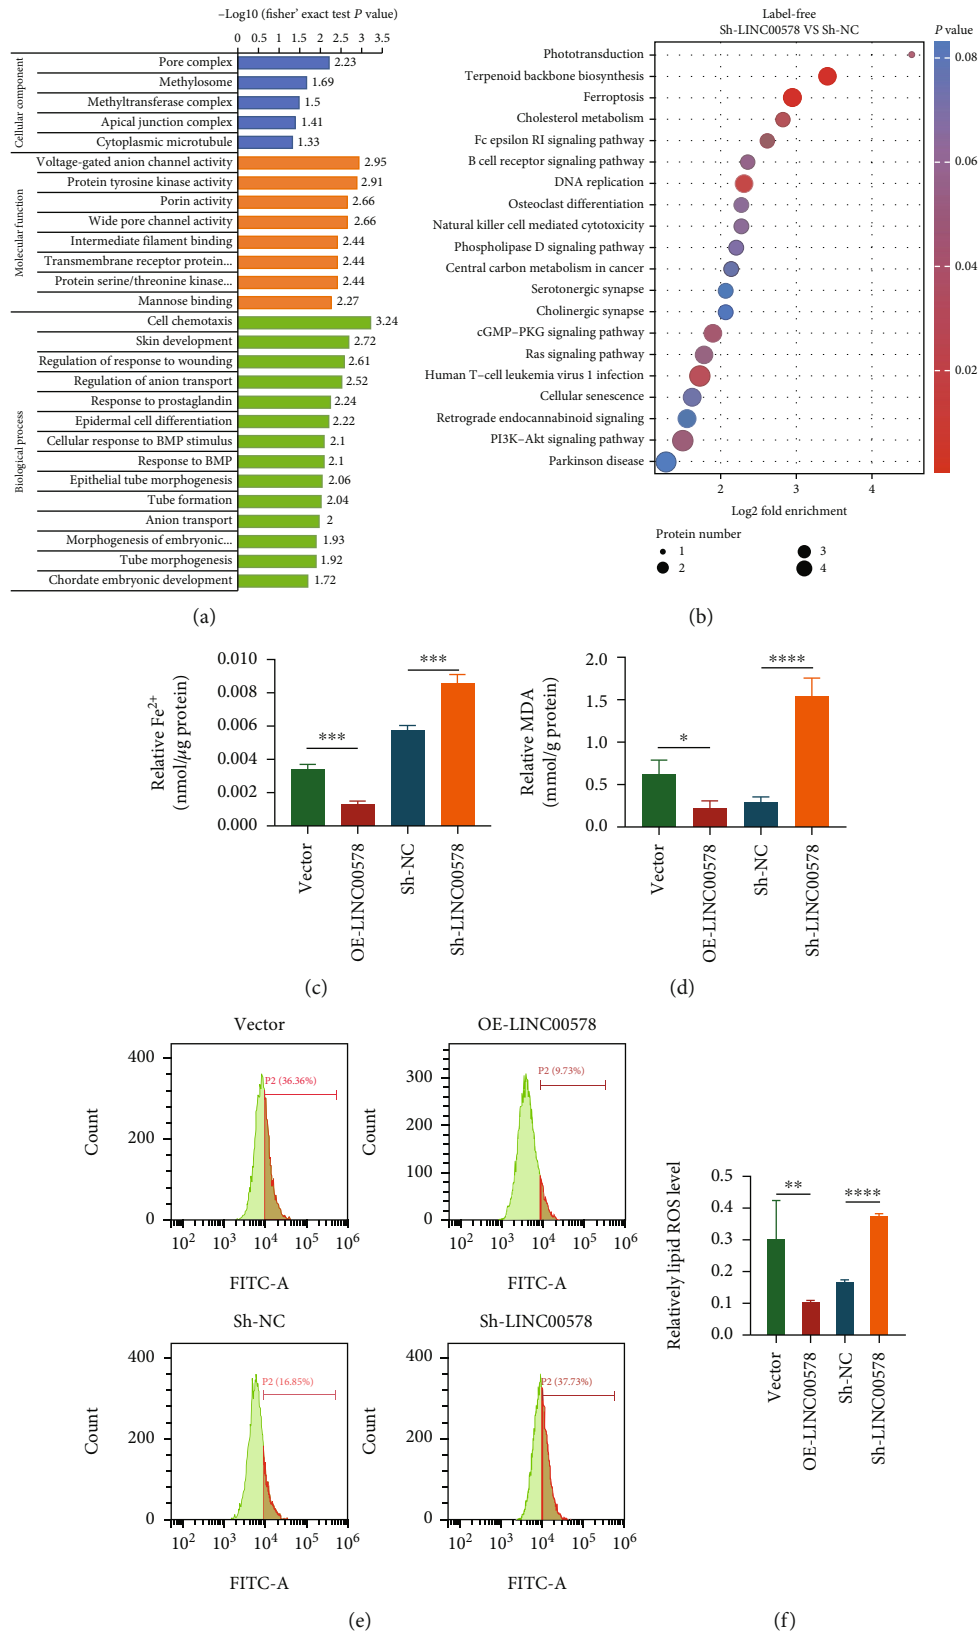 −Log10 (fisher' exact test P value)
0 0.5 1 1.5 2 2.5 3 3.5
Cellular component
Pore complex 2.23
Methylosome 1.69
Methyltransferase complex 1.5
Apical junction complex 1.41
Cytoplasmic microtubule 1.33
Molecular function
Voltage-gated anion channel activity 2.95
Protein tyrosine kinase activity 2.91
Porin activity 2.66
Wide pore channel activity 2.66
Intermediate filament binding 2.44
Transmembrane receptor protein... 2.44
Protein serine/threonine kinase... 2.44
Mannose binding 2.27
Biological process
Cell chemotaxis 3.24
Skin development 2.72
Regulation of response to wounding 2.61
Regulation of anion transport 2.52
Response to prostaglandin 2.24
Epidermal cell differentiation 2.22
Cellular response to BMP stimulus 2.1
Response to BMP 2.1
Epithelial tube morphogenesis 2.06
Tube formation 2.04
Anion transport 2
Morphogenesis of embryonic... 1.93
Tube morphogenesis 1.92
Chordate embryonic development 1.72
(a)
Label-free
Sh-LINC00578 VS Sh-NC
Phototransduction
Terpenoid backbone biosynthesis
Ferroptosis
Cholesterol metabolism
Fc epsilon RI signaling pathway
B cell receptor signaling pathway
DNA replication
Osteoclast differentiation
Natural killer cell mediated cytotoxicity
Phospholipase D signaling pathway
Central carbon metabolism in cancer
Serotonergic synapse
Cholinergic synapse
cGMP−PKG signaling pathway
Ras signaling pathway
Human T−cell leukemia virus 1 infection
Cellular senescence
Retrograde endocannabinoid signaling
PI3K−Akt signaling pathway
Parkinson disease
2 3 4
Log2 fold enrichment
P value
0.08
0.06
0.04
0.02
Protein number
1 3
2 4
(b)
Relative Fe2+
(nmol/μg protein)
0.010
0.008
0.006
0.004
0.002
0.000
***
***
Vector
OE-LINC00578
Sh-NC
Sh-LINC00578
(c)
Relative MDA
(mmol/g protein)
2.0
1.5
1.0
0.5
0.0
*
****
Vector
OE-LINC00578
Sh-NC
Sh-LINC00578
(d)
Vector
Count
400
200
0
P2 (36.36%)
102 103 104 105 106
FITC-A
OE-LINC00578
Count
300
200
100
0
P2 (9.73%)
102 103 104 105 106
FITC-A
Sh-NC
Count
400
200
0
P2 (16.85%)
102 103 104 105 106
FITC-A
Sh-LINC00578
Count
400
200
0
P2 (37.73%)
102 103 104 105 106
FITC-A
(e)
Relatively lipid ROS level
0.5
0.4
0.3
0.2
0.1
0.0
**
****
Vector
OE-LINC00578
Sh-NC
Sh-LINC00578
(f)